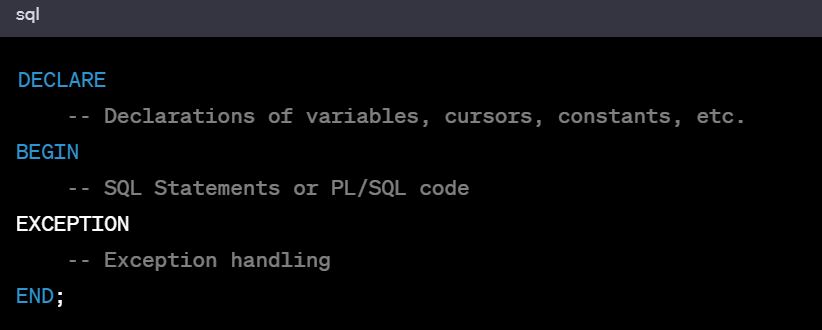 sql
DECLARE
-- Declarations of variables, cursors, constants, etc.
BEGIN
-- SQL Statements or PL/SQL code
EXCEPTION
-- Exception handling
END;